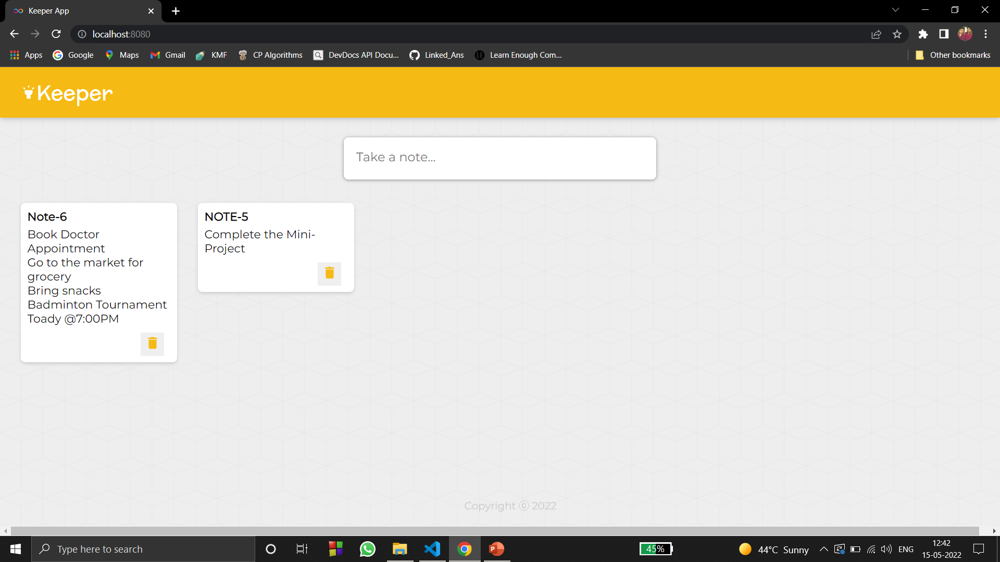 Keeper App
localhost:8080
Apps Google Maps Gmail KMF CP Algorithms DevDocs API Docu... Linked_Ans Learn Enough Com... Other bookmarks
Keeper
Take a note...
Note-6
Book Doctor
Appointment
Go to the market for
grocery
Bring snacks
Badminton Tournament
Toady @7:00PM
NOTE-5
Complete the Mini-
Project
Copyright ⓒ 2022
Type here to search
45%
44°C Sunny
ENG
12:42
15-05-2022